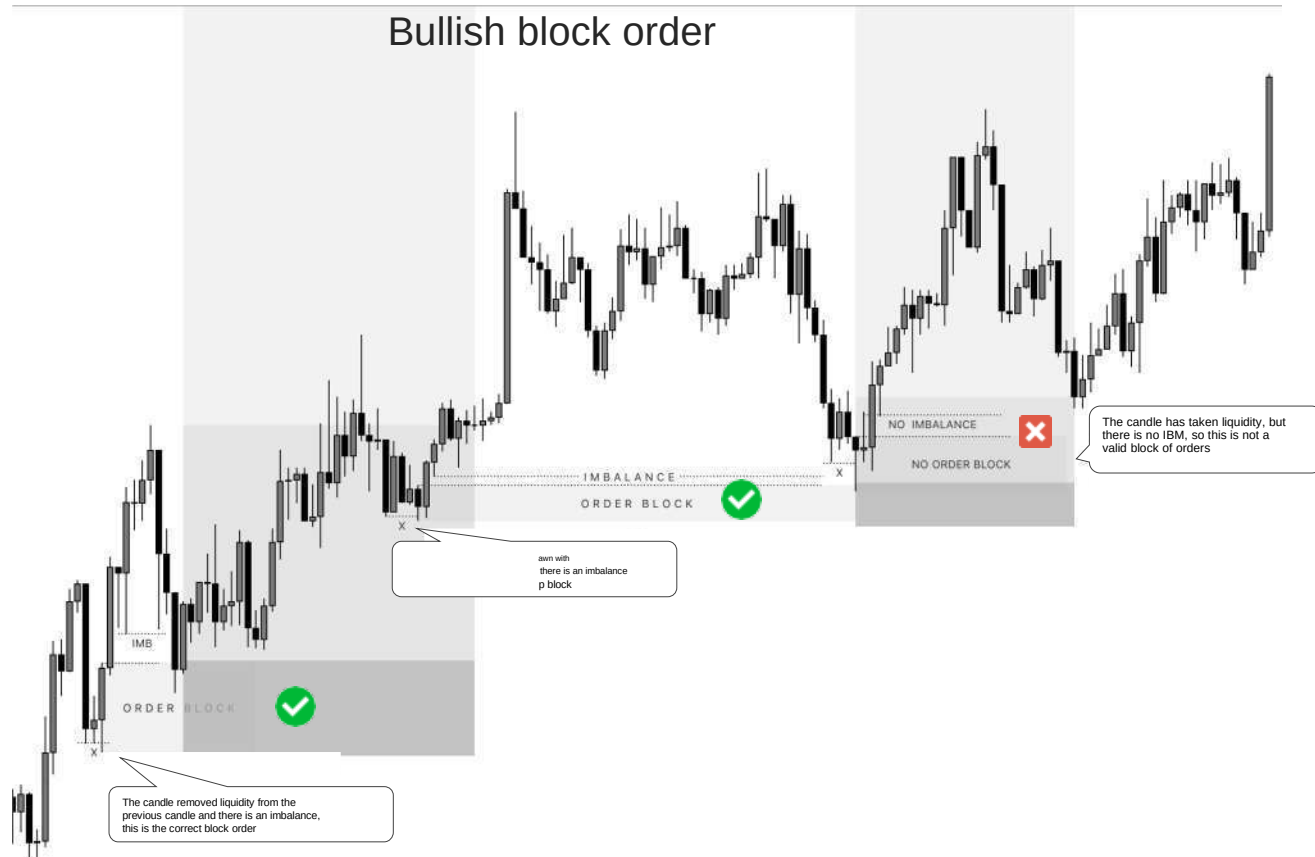 Bullish block order
NO IMBALANCE
NO ORDER BLOCK
The candle has taken liquidity, but
there is no IBM, so this is not a
valid block of orders
IMBALANCE
ORDER BLOCK
X
X
awn with
there is an imbalance
p block
IMB
ORDER BLOCK
X
The candle removed liquidity from the
previous candle and there is an imbalance,
this is the correct block order